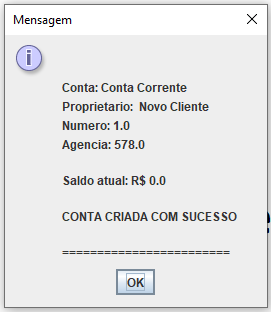 Mensagem
Conta: Conta Corrente
Proprietario: Novo Cliente
Numero: 1.0
Agencia: 578.0
Saldo atual: R$ 0.0
CONTA CRIADA COM SUCESSO
========================
OK